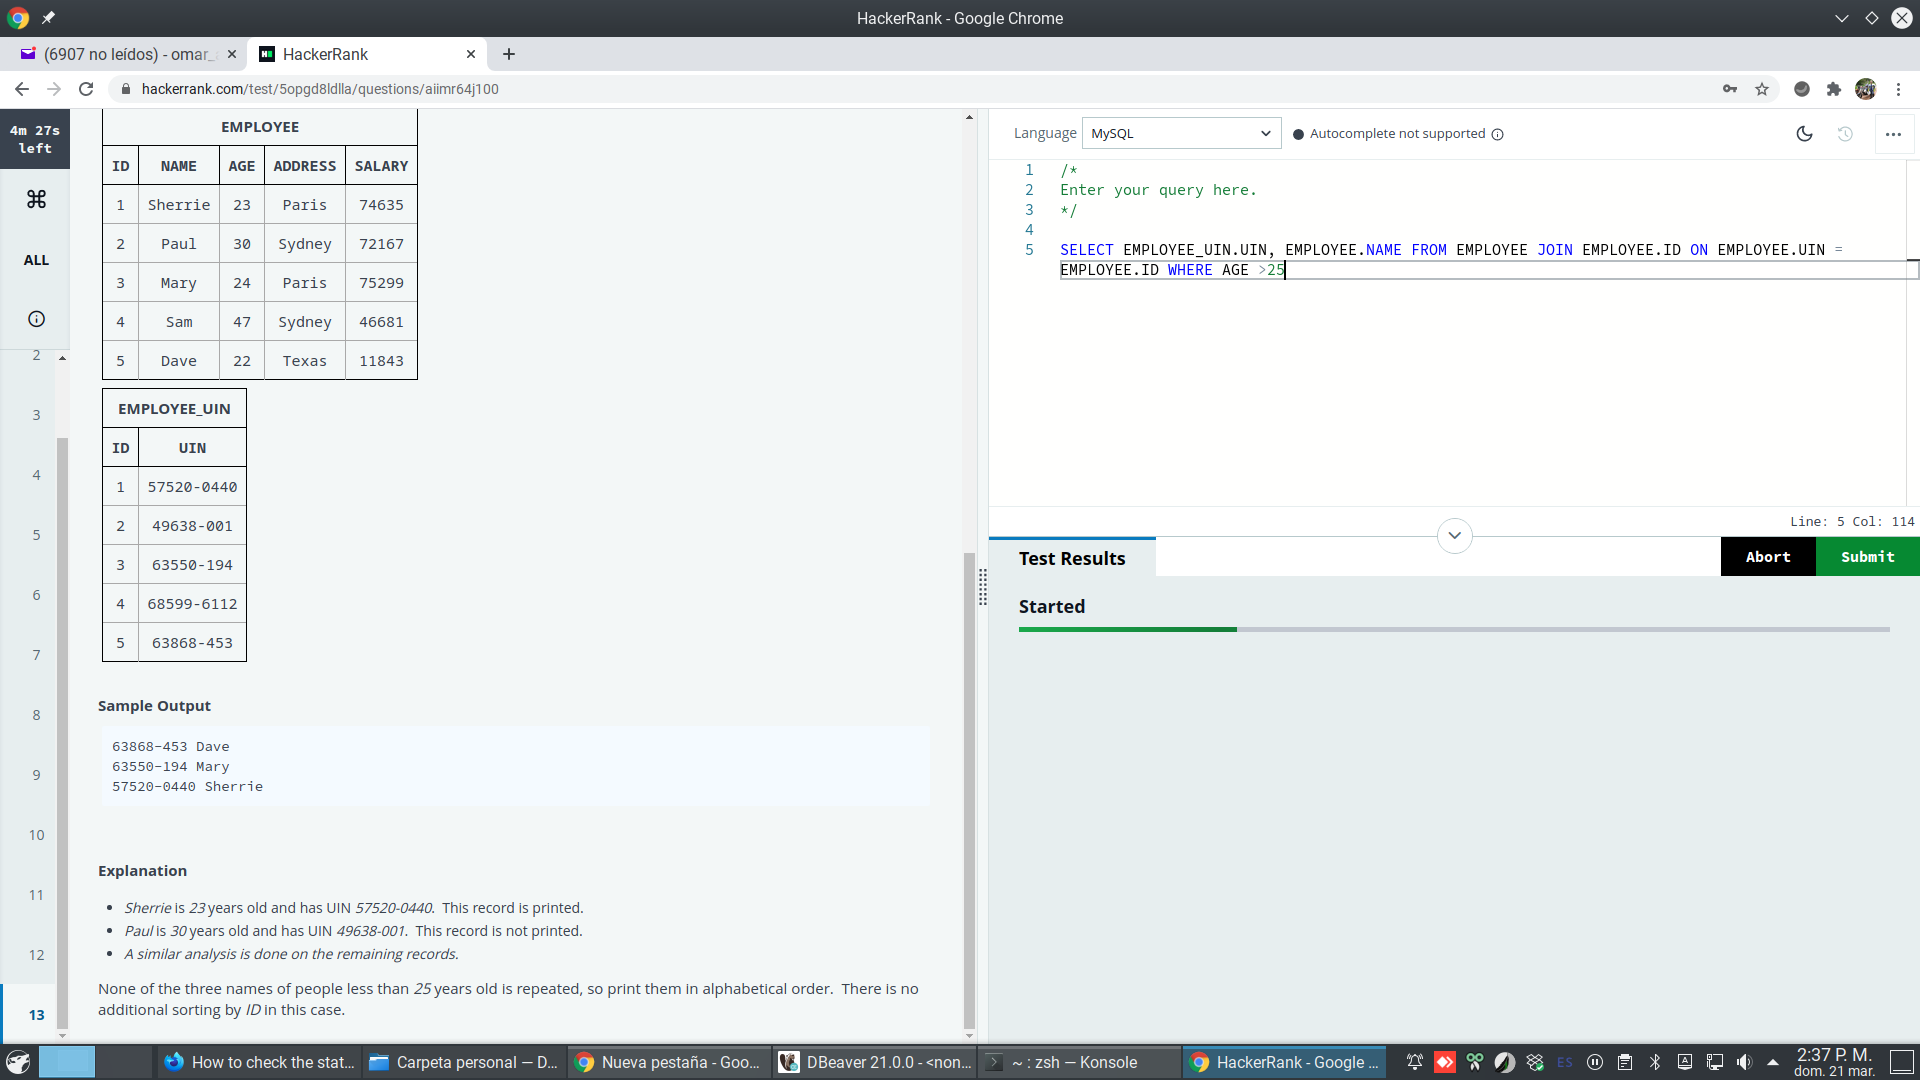 HackerRank - Google Chrome
(6907 no leídos) - omar_
HackerRank
hackerrank.com/test/5opgd8ldlla/questions/aiimr64j100
4m 27s
left
ALL
2
3
4
5
6
7
8
9
10
11
12
13
EMPLOYEE
ID NAME AGE ADDRESS SALARY
1 Sherrie 23 Paris 74635
2 Paul 30 Sydney 72167
3 Mary 24 Paris 75299
4 Sam 47 Sydney 46681
5 Dave 22 Texas 11843
EMPLOYEE_UIN
ID UIN
1 57520-0440
2 49638-001
3 63550-194
4 68599-6112
5 63868-453
Sample Output
63868-453 Dave
63550-194 Mary
57520-0440 Sherrie
Explanation
Sherrie is 23 years old and has UIN 57520-0440. This record is printed.
Paul is 30 years old and has UIN 49638-001. This record is not printed.
A similar analysis is done on the remaining records.
None of the three names of people less than 25 years old is repeated, so print them in alphabetical order. There is no
additional sorting by ID in this case.
Language MySQL Autocomplete not supported
1 /*
2 Enter your query here.
3 */
4
5 SELECT EMPLOYEE_UIN.UIN, EMPLOYEE.NAME FROM EMPLOYEE JOIN EMPLOYEE.ID ON EMPLOYEE.UIN =
EMPLOYEE.ID WHERE AGE >25
Line: 5 Col: 114
Test Results
Abort
Submit
Started
How to check the stat...
Carpeta personal — D...
Nueva pestaña - Goo...
DBeaver 21.0.0 - <non...
~ : zsh — Konsole
HackerRank - Google ...
ES
2:37 P. M.
dom. 21 mar.